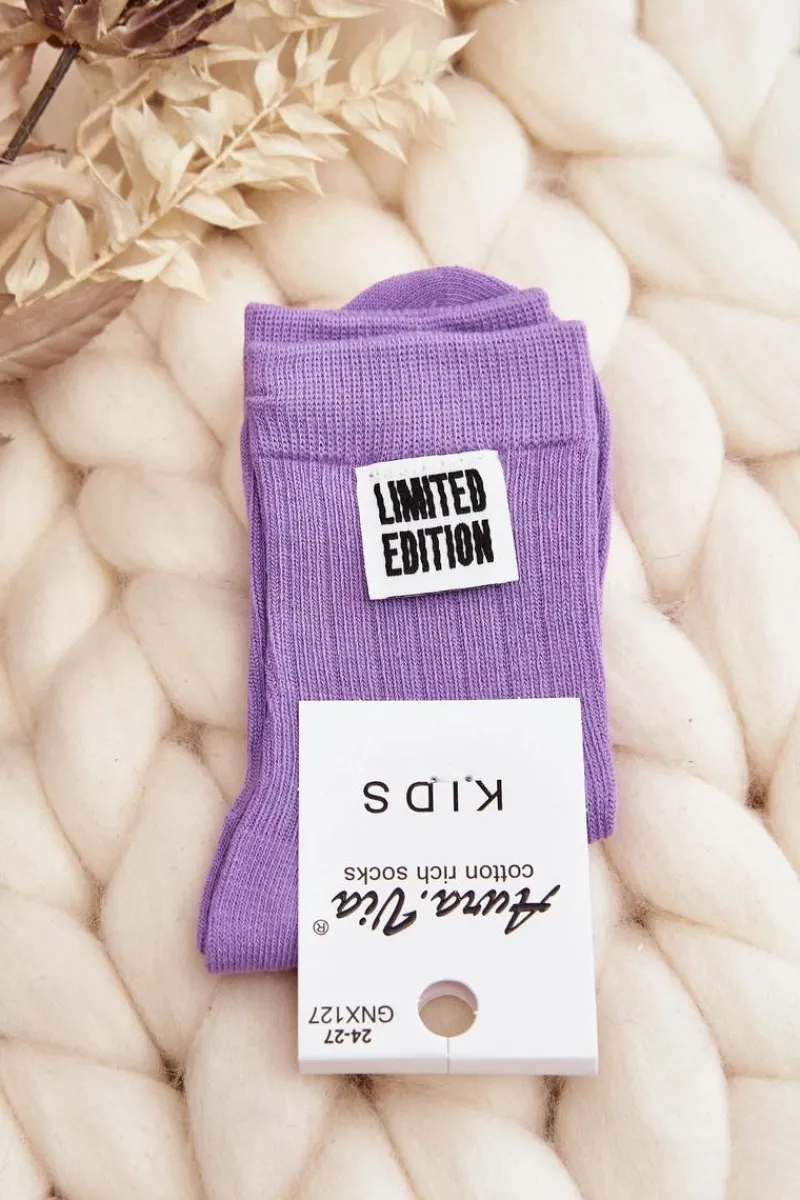 LIMITED
EDITION
24-27
GNX127
Aura.Via®
cotton rich socks
KIDS